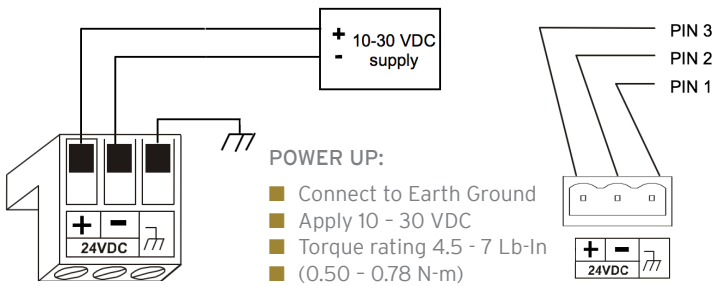 + 10-30 VDC
- supply
PIN 3
PIN 2
PIN 1
POWER UP:
■ Connect to Earth Ground
■ Apply 10 – 30 VDC
■ Torque rating 4.5 - 7 Lb-In
■ (0.50 – 0.78 N-m)
+ -
24VDC
+ -
24VDC